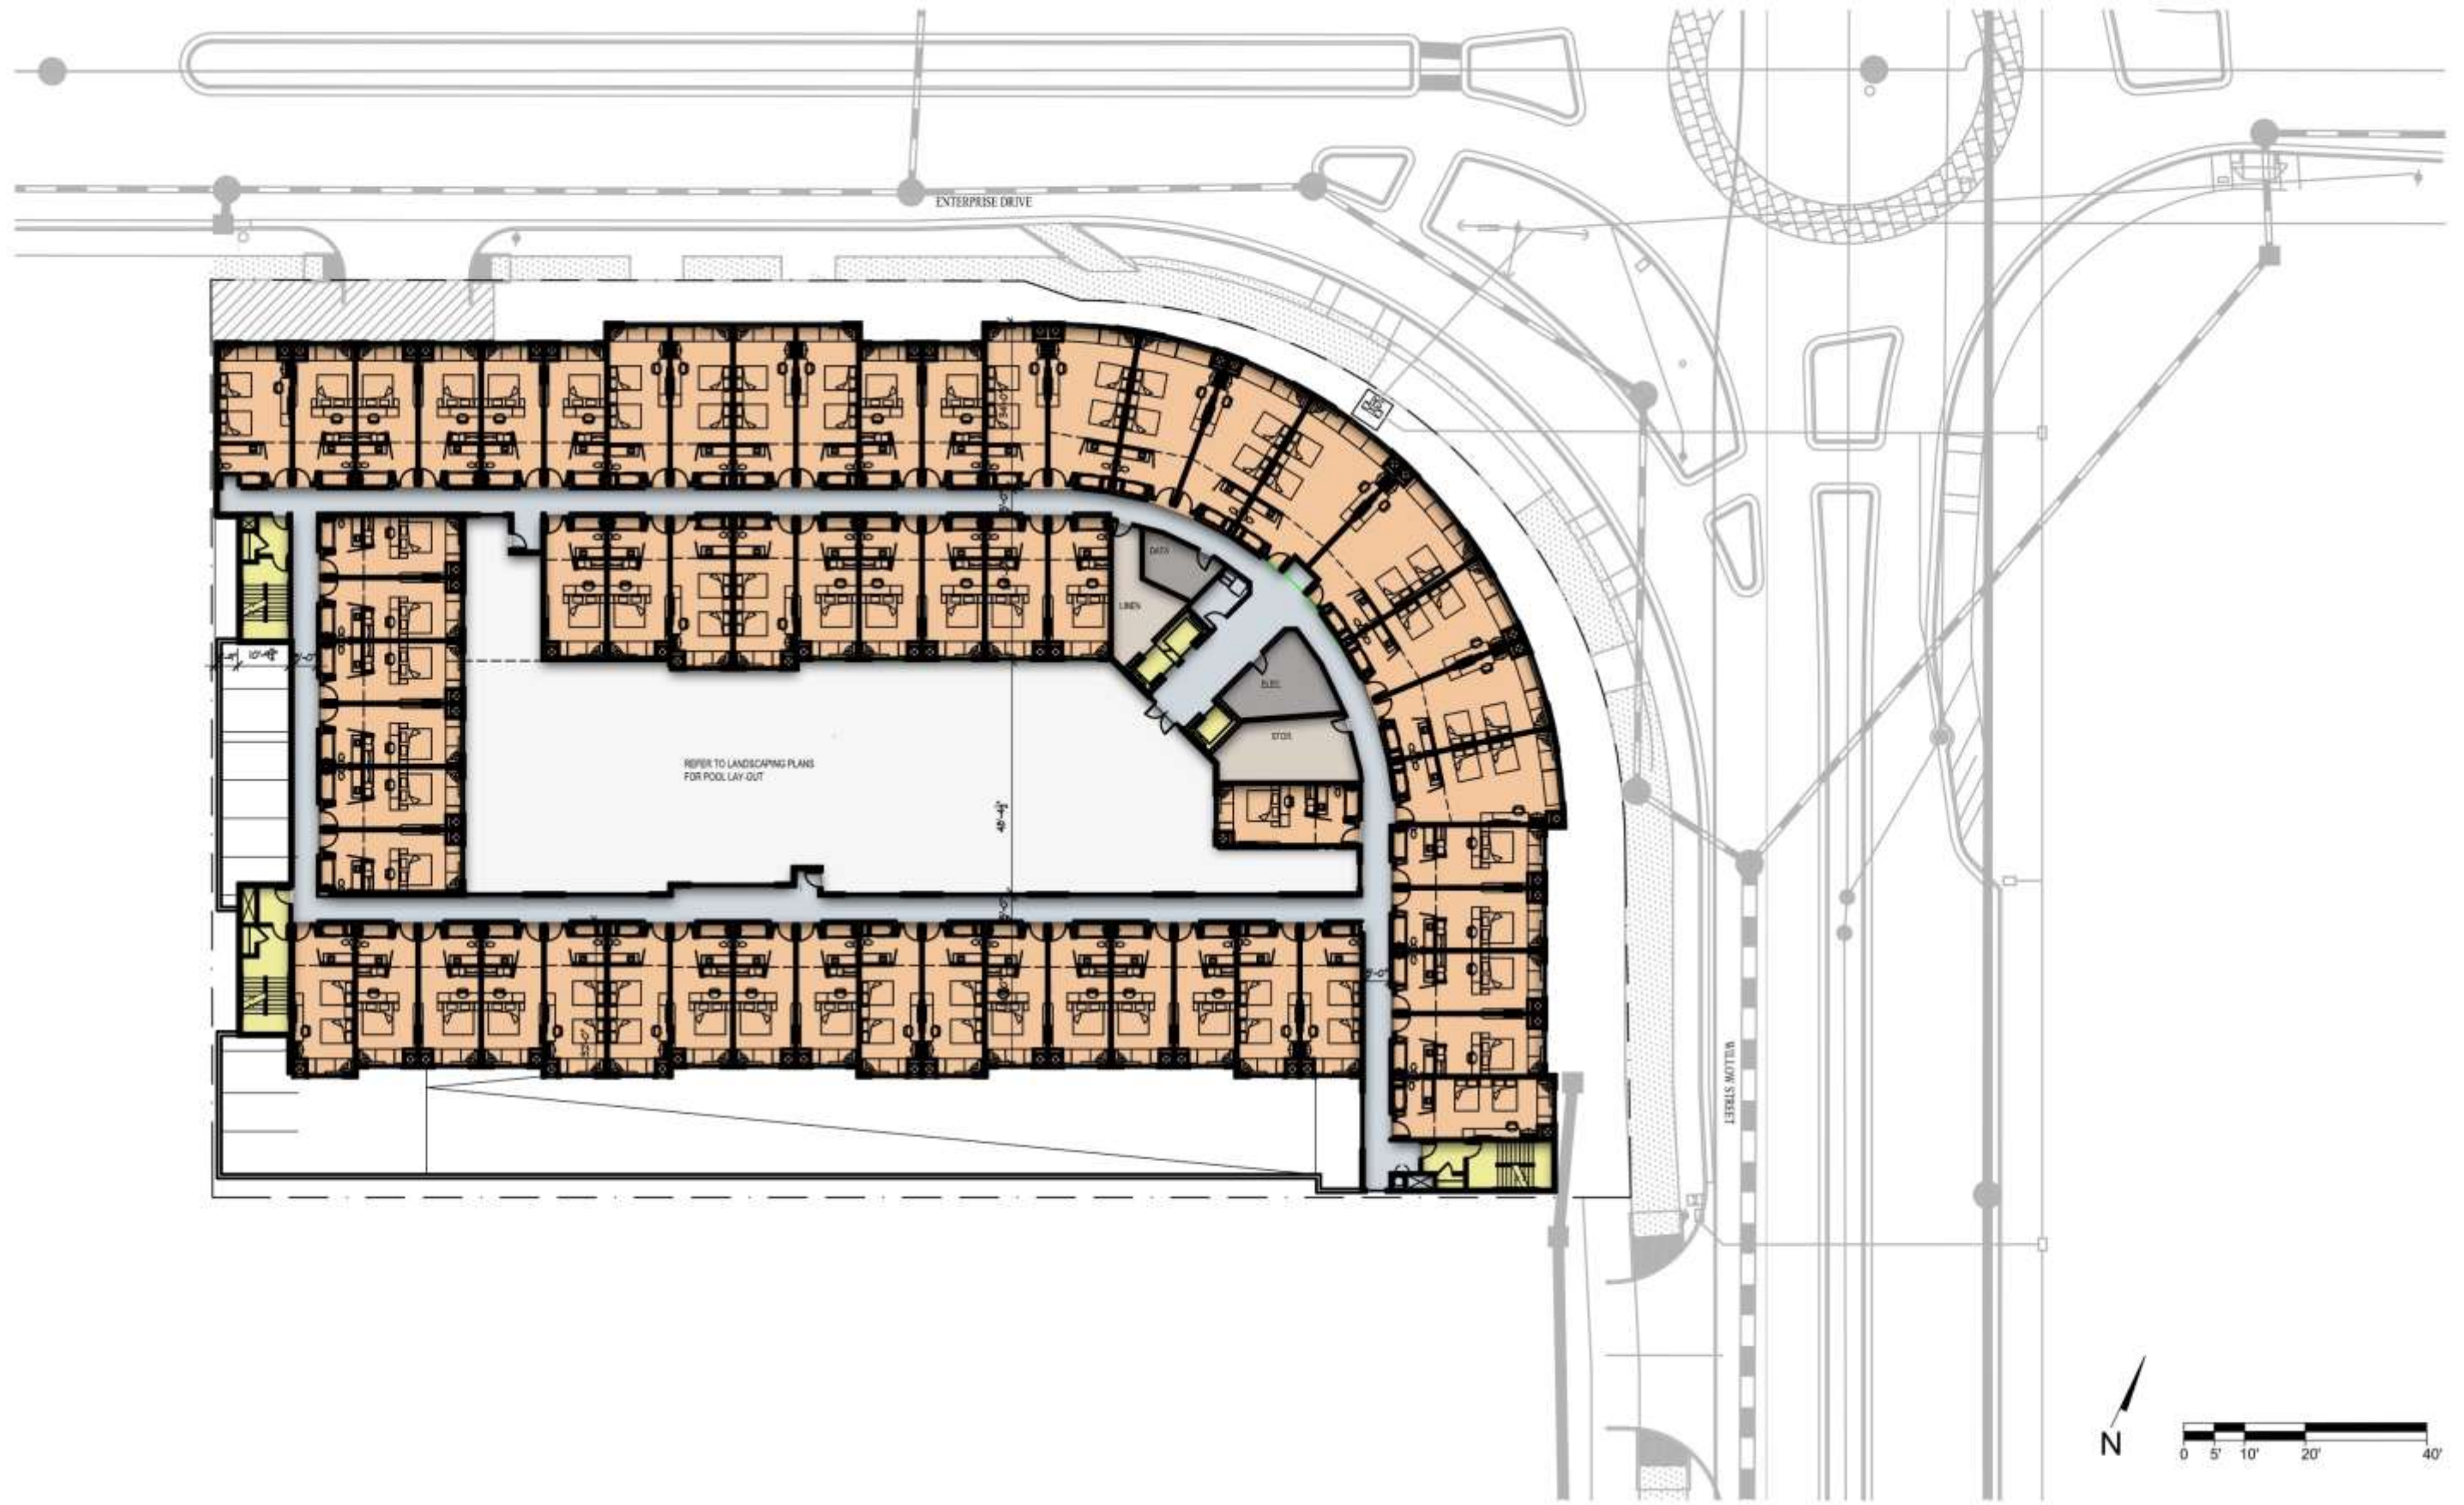 ENTERPRISE DRIVE
DATA
LINEN
ELEC
STOR.
REFER TO LANDSCAPING PLANS
FOR POOL LAY-OUT
WILLOW STREET
N
0 5' 10' 20' 40'